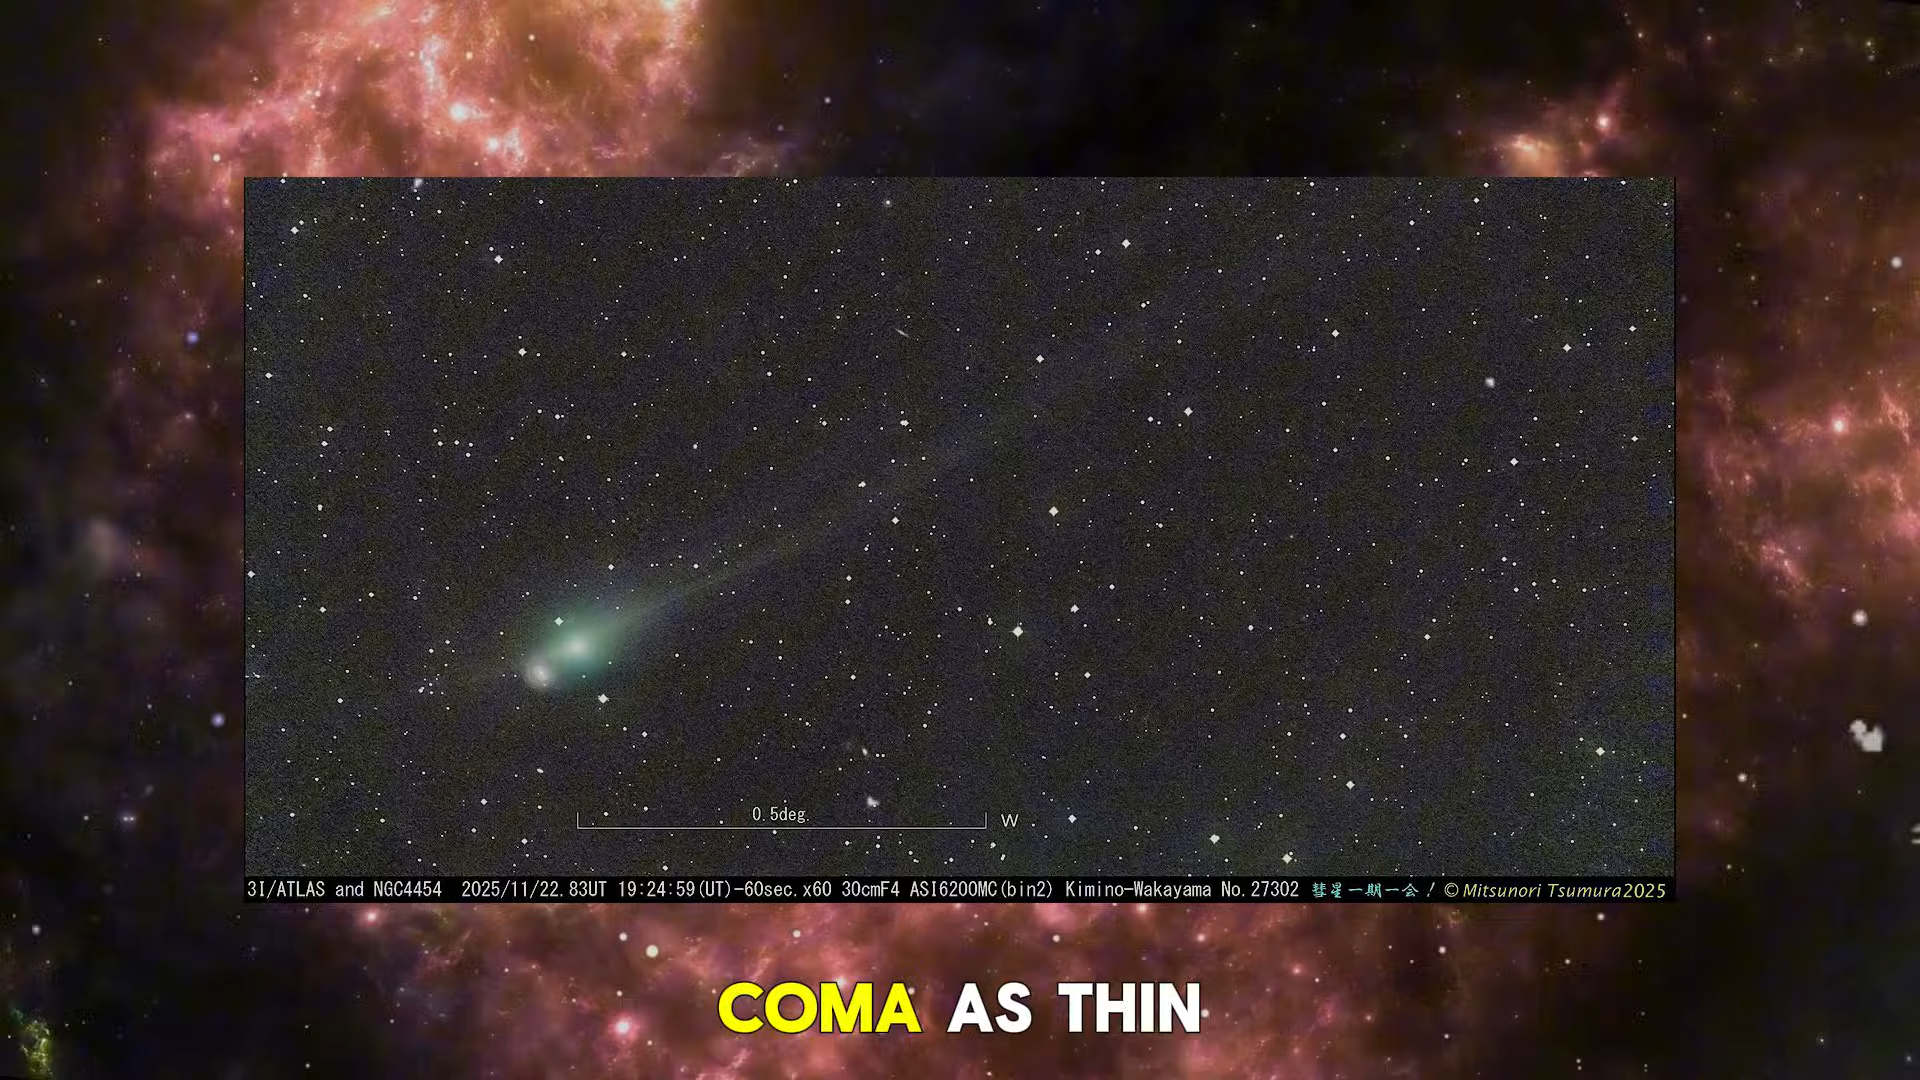 0.5deg.
W
3I/ATLAS and NGC4454 2025/11/22.83UT 19:24:59(UT)-60sec.x60 30cmF4 ASI6200MC(bin2) Kimino-Wakayama No.27302 彗星一期一会！ © Mitsunori Tsumura2025
COMA AS THIN